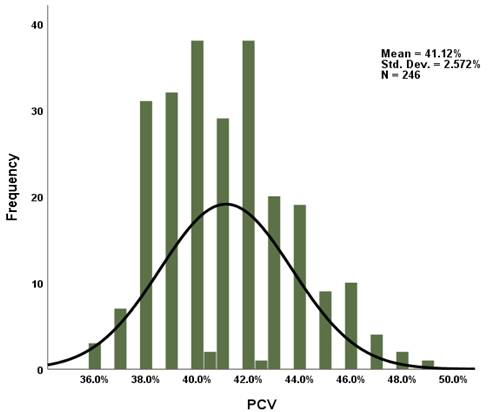 40
30
20
10
0
Frequency
Mean = 41.12%
Std. Dev. = 2.572%
N = 246
36.0% 38.0% 40.0% 42.0% 44.0% 46.0% 48.0% 50.0%
PCV